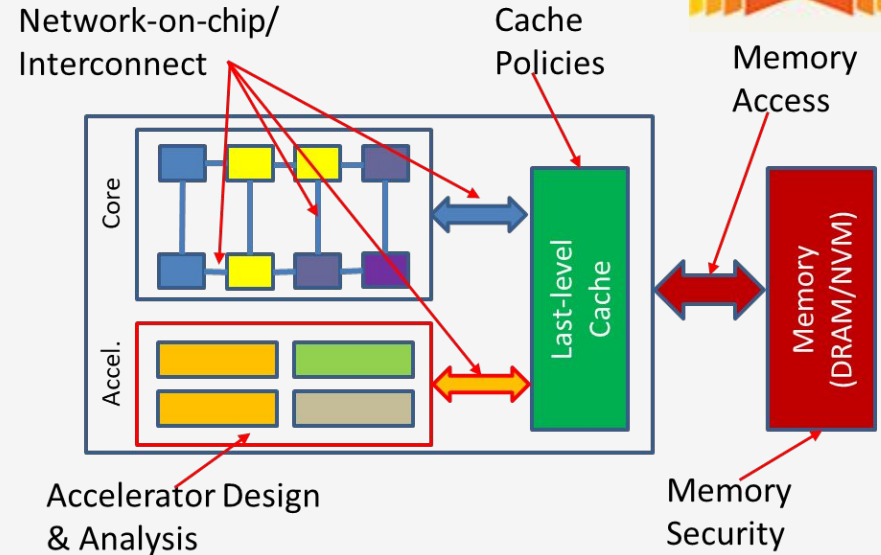 Network-on-chip/
Interconnect
Cache
Policies
Memory
Access
Core
Accel.
Last-level
Cache
Memory
(DRAM/NVM)
Accelerator Design
& Analysis
Memory
Security